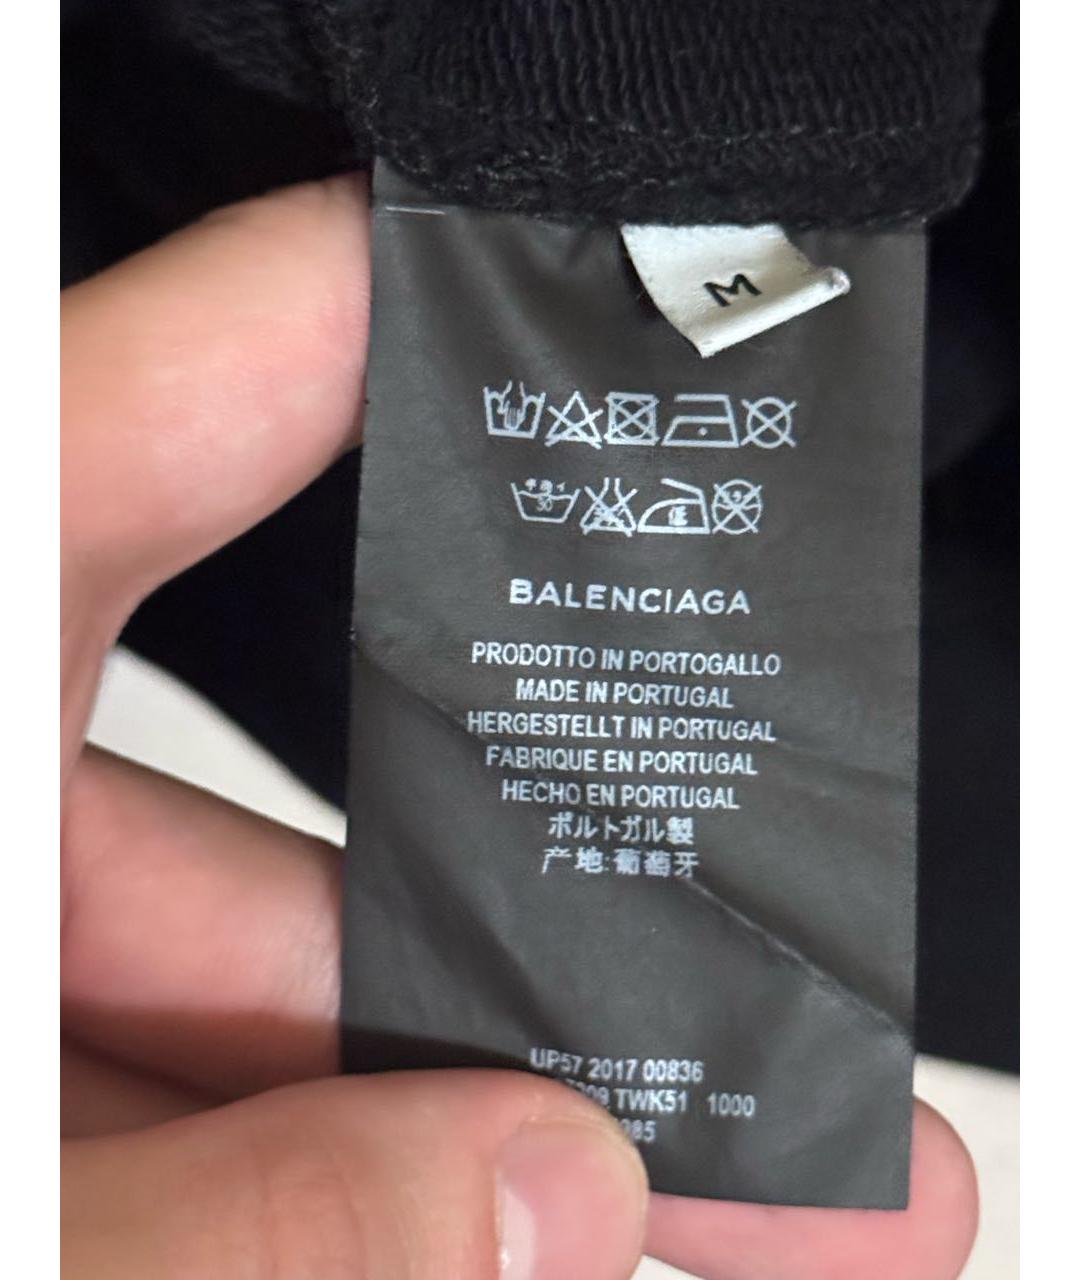 M
BALENCIAGA
PRODOTTO IN PORTOGALLO
MADE IN PORTUGAL
HERGESTELLT IN PORTUGAL
FABRIQUE EN PORTUGAL
HECHO EN PORTUGAL
ポルトガル製
产地:葡萄牙
UP57 2017 00836
TWK51 1000